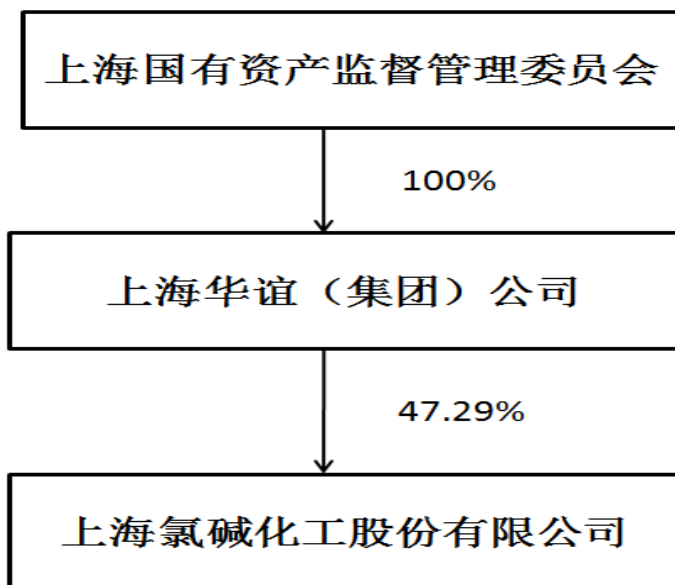 上海国有资产监督管理委员会
100%
上海华谊（集团）公司
47.29%
上海氯碱化工股份有限公司